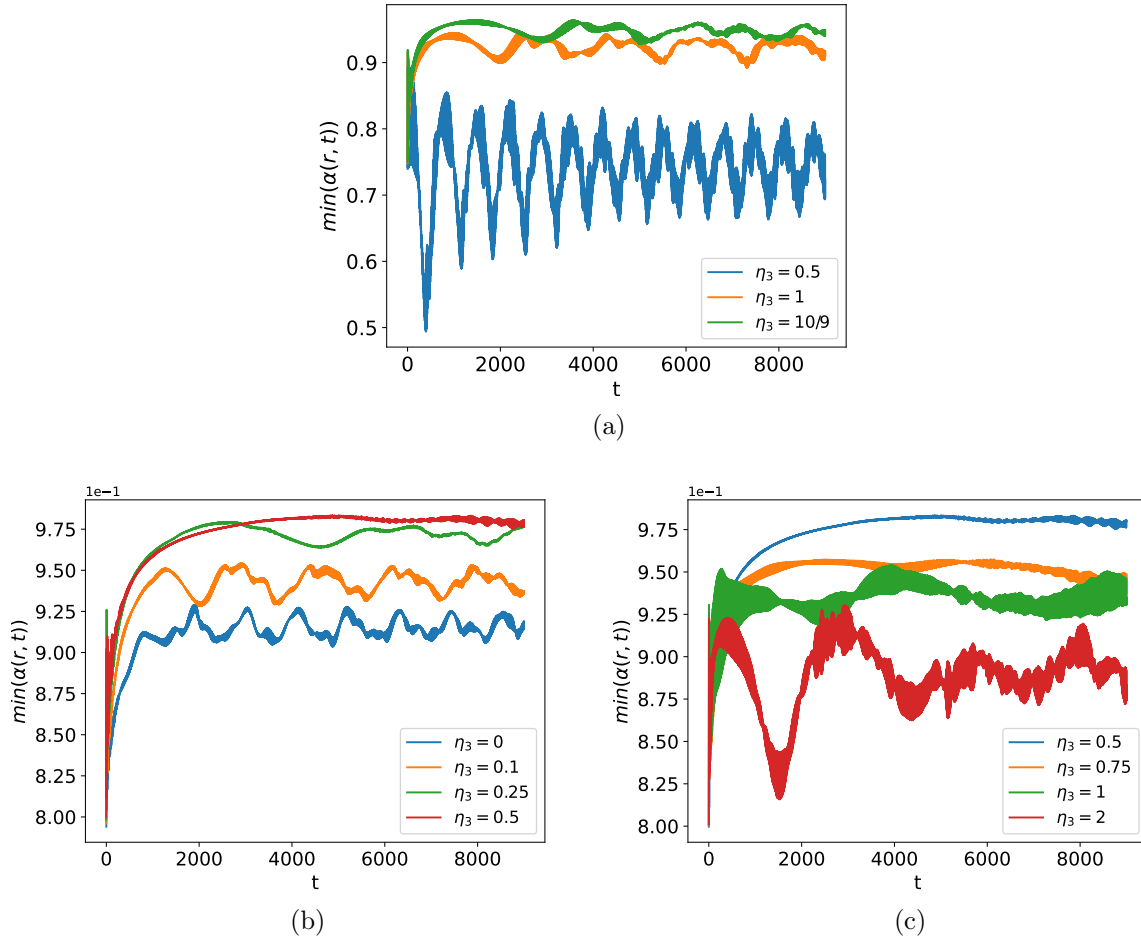 0.9
0.8
0.7
0.6
0.5
min(α(r, t))
η₃ = 0.5
η₃ = 1
η₃ = 10/9
0 2000 4000 6000 8000
t
(a)
1e−1
9.75
9.50
9.25
9.00
8.75
8.50
8.25
8.00
min(α(r, t))
η₃ = 0
η₃ = 0.1
η₃ = 0.25
η₃ = 0.5
0 2000 4000 6000 8000
t
(b)
1e−1
9.75
9.50
9.25
9.00
8.75
8.50
8.25
8.00
min(α(r, t))
η₃ = 0.5
η₃ = 0.75
η₃ = 1
η₃ = 2
0 2000 4000 6000 8000
t
(c)